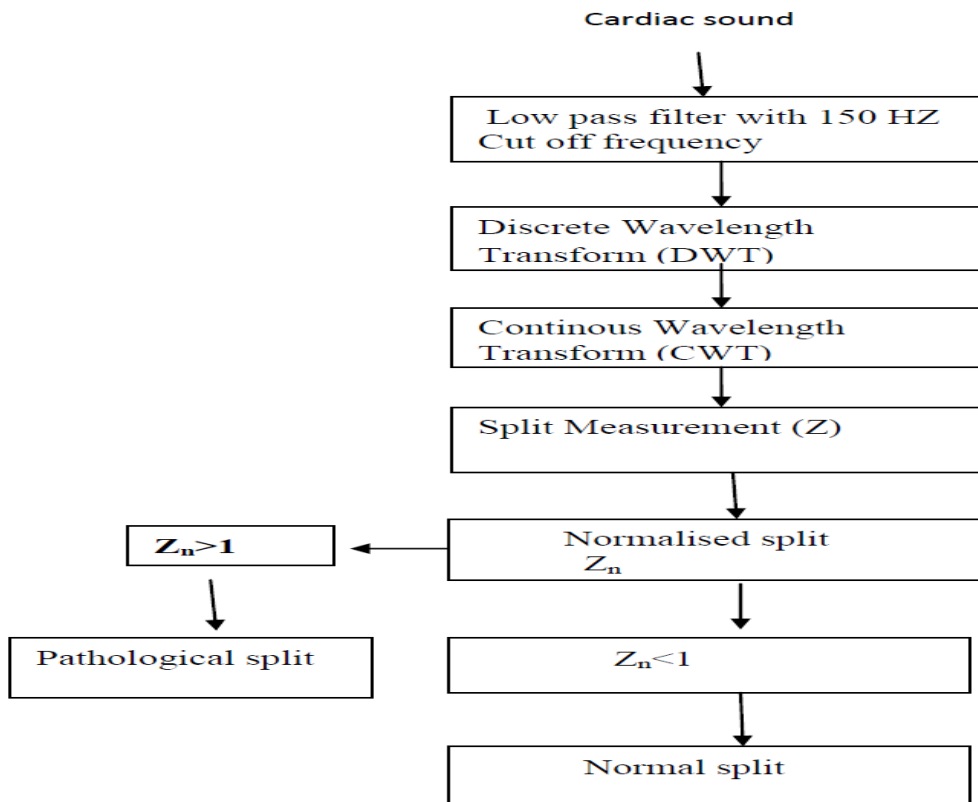 Cardiac sound
Low pass filter with 150 HZ
Cut off frequency
Discrete Wavelength
Transform (DWT)
Continous Wavelength
Transform (CWT)
Split Measurement (Z)
Normalised split
Zₙ
Zₙ>1
Pathological split
Zₙ<1
Normal split